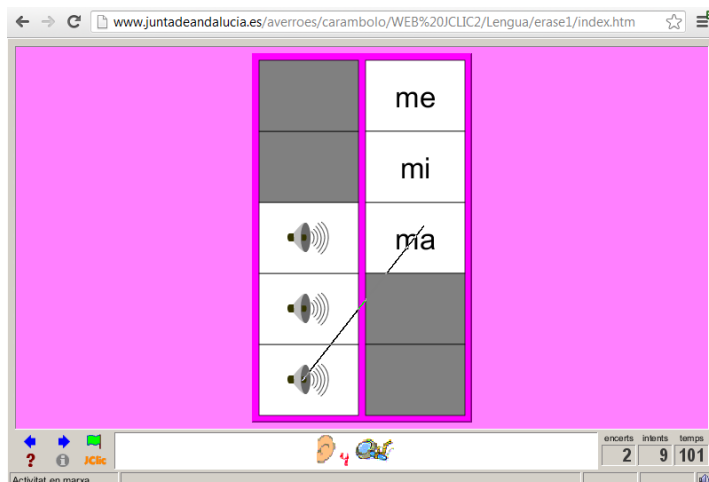 www.juntadeandalucia.es/averroes/carambolo/WEB%20JCLIC2/Lengua/erase1/index.htm
me
mi
ma
y
encerts intents temps
2 9 101
? i JClic
Activitat en marxa